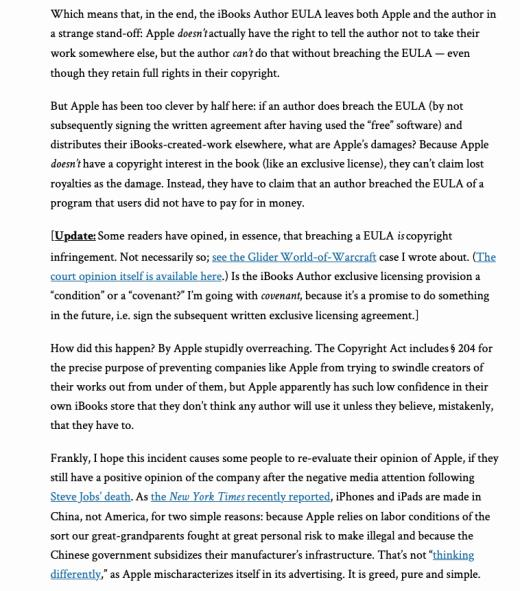 Which means that, in the end, the iBooks Author EULA leaves both Apple and the author in
a strange stand-off: Apple doesn't actually have the right to tell the author not to take their
work somewhere else, but the author can't do that without breaching the EULA — even
though they retain full rights in their copyright.
But Apple has been too clever by half here: if an author does breach the EULA (by not
subsequently signing the written agreement after having used the “free” software) and
distributes their iBooks-created-work elsewhere, what are Apple’s damages? Because Apple
doesn't have a copyright interest in the book (like an exclusive license), they can’t claim lost
royalties as the damage. Instead, they have to claim that an author breached the EULA of a
program that users did not have to pay for in money.
[Update: Some readers have opined, in essence, that breaching a EULA is copyright
infringement. Not necessarily so; see the Glider World-of-Warcraft case I wrote about. (The
court opinion itself is available here.) Is the iBooks Author exclusive licensing provision a
“condition” or a “covenant?” I’m going with covenant, because it’s a promise to do something
in the future, i.e. sign the subsequent written exclusive licensing agreement.]
How did this happen? By Apple stupidly overreaching. The Copyright Act includes § 204 for
the precise purpose of preventing companies like Apple from trying to swindle creators of
their works out from under of them, but Apple apparently has such low confidence in their
own iBooks store that they don’t think any author will use it unless they believe, mistakenly,
that they have to.
Frankly, I hope this incident causes some people to re-evaluate their opinion of Apple, if they
still have a positive opinion of the company after the negative media attention following
Steve Jobs’ death. As the New York Times recently reported, iPhones and iPads are made in
China, not America, for two simple reasons: because Apple relies on labor conditions of the
sort our great-grandparents fought at great personal risk to make illegal and because the
Chinese government subsidizes their manufacturer’s infrastructure. That’s not “thinking
differently,” as Apple mischaracterizes itself in its advertising. It is greed, pure and simple.